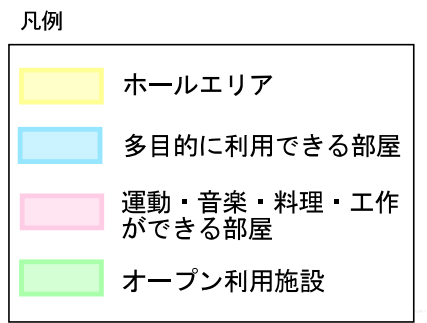 凡例
ホールエリア
多目的に利用できる部屋
運動・音楽・料理・工作
ができる部屋
オープン利用施設